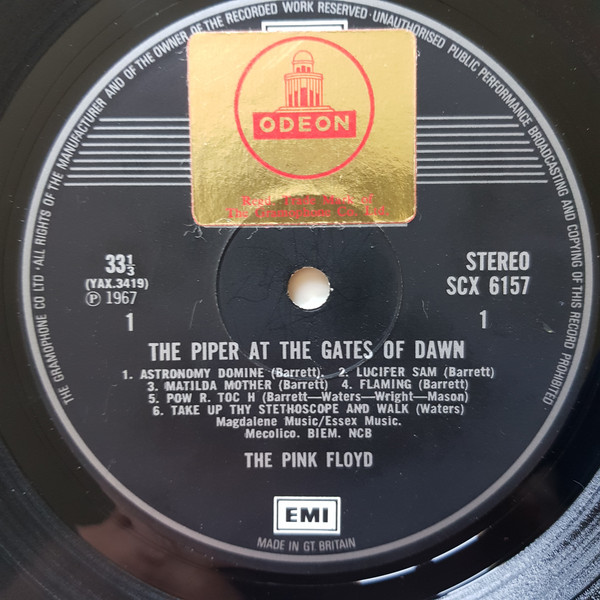 THE GRAMOPHONE CO LTD · ALL RIGHTS OF THE MANUFACTURER AND OF THE OWNER OF THE RECORDED WORK RESERVED · UNAUTHORISED PUBLIC PERFORMANCE BROADCASTING AND COPYING OF THIS RECORD PROHIBITED
ODEON
Regd. Trade Mark of
The Gramophone Co. Ltd.
33⅓
(YAX.3419)
Ⓟ 1967
1
STEREO
SCX 6157
1
THE PIPER AT THE GATES OF DAWN
1. ASTRONOMY DOMINE (Barrett). 2. LUCIFER SAM (Barrett)
3. MATILDA MOTHER (Barrett) 4. FLAMING (Barrett)
5. POW R. TOC H (Barrett—Waters—Wright—Mason)
6. TAKE UP THY STETHOSCOPE AND WALK (Waters)
Magdalene Music/Essex Music.
Mecolico. BIEM. NCB
THE PINK FLOYD
EMI
MADE IN GT. BRITAIN